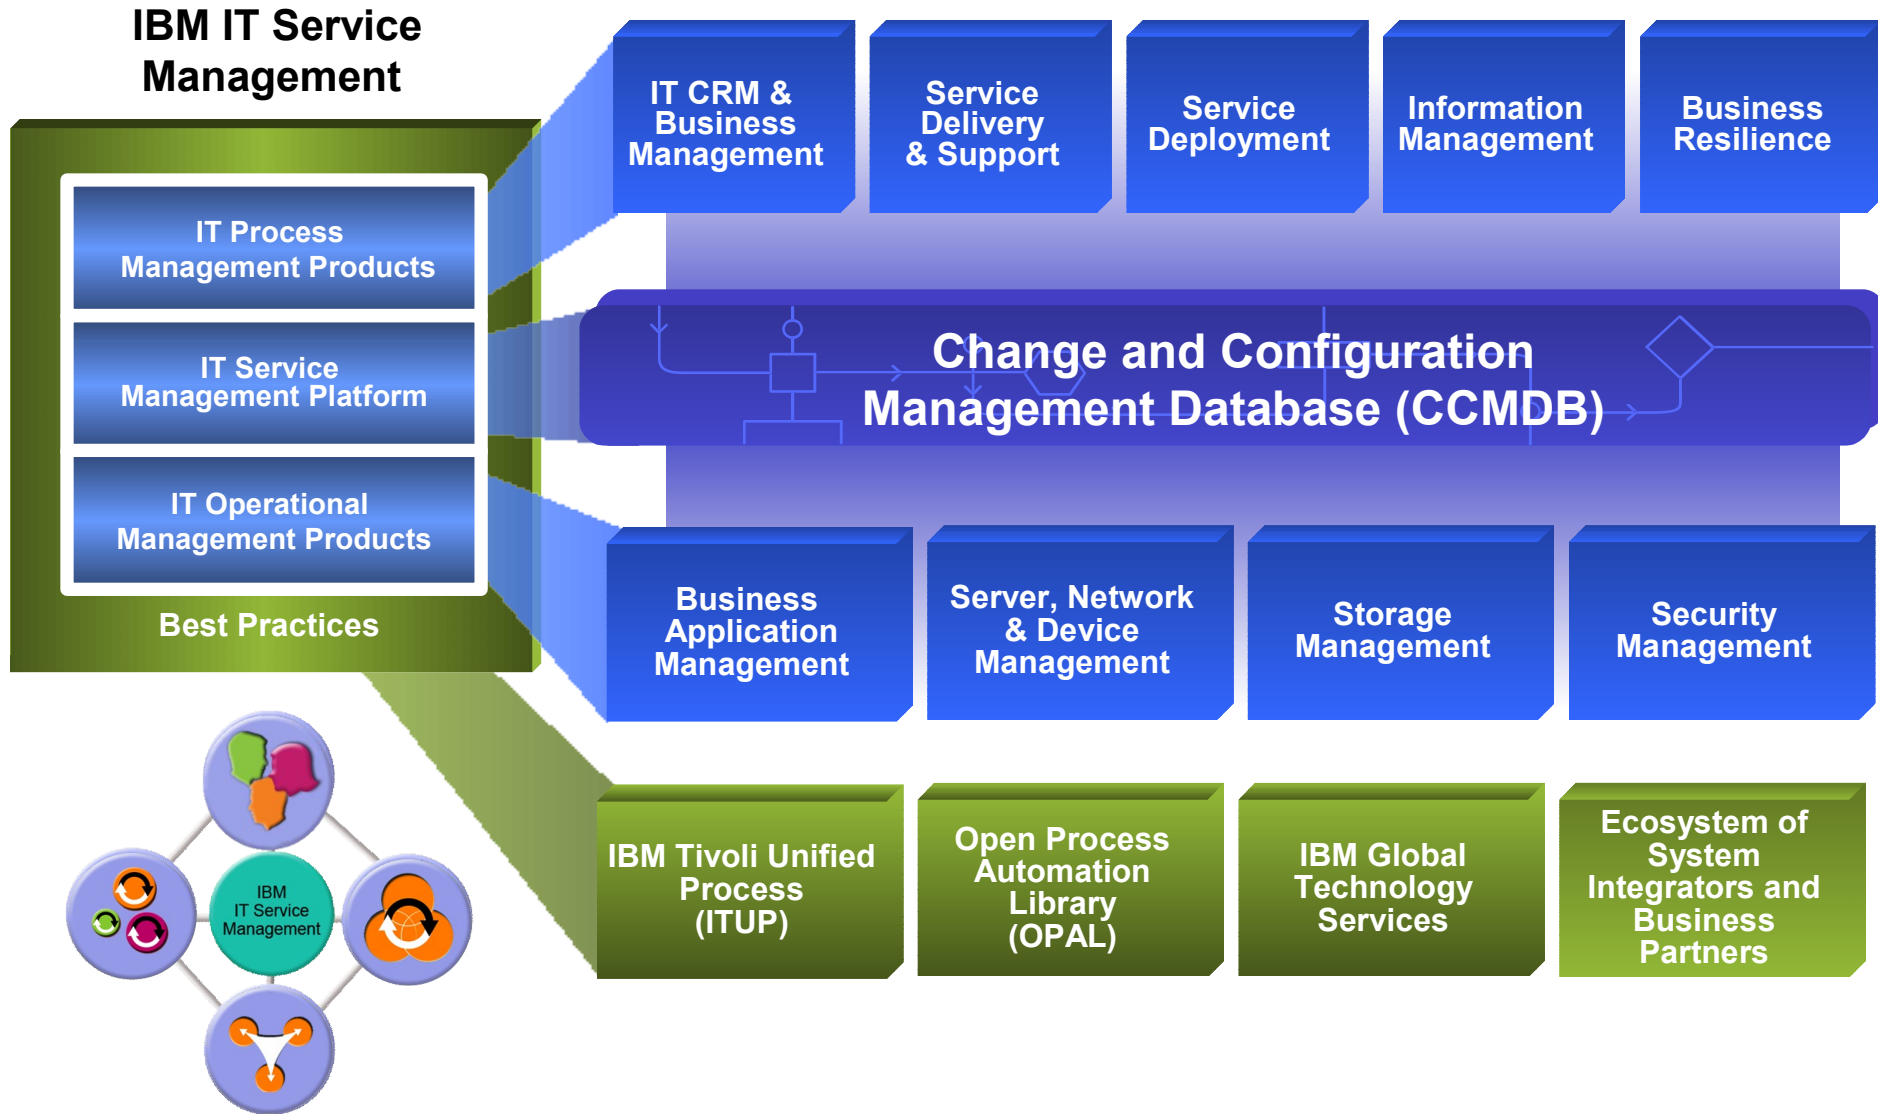 IBM IT Service
Management
IT Process
Management Products
IT Service
Management Platform
IT Operational
Management Products
Best Practices
IT CRM &
Business
Management
Service
Delivery
& Support
Service
Deployment
Information
Management
Business
Resilience
Change and Configuration
Management Database (CCMDB)
Business
Application
Management
Server, Network
& Device
Management
Storage
Management
Security
Management
IBM Tivoli Unified
Process
(ITUP)
Open Process
Automation
Library
(OPAL)
IBM Global
Technology
Services
Ecosystem of
System
Integrators and
Business
Partners
IBM
IT Service
Management